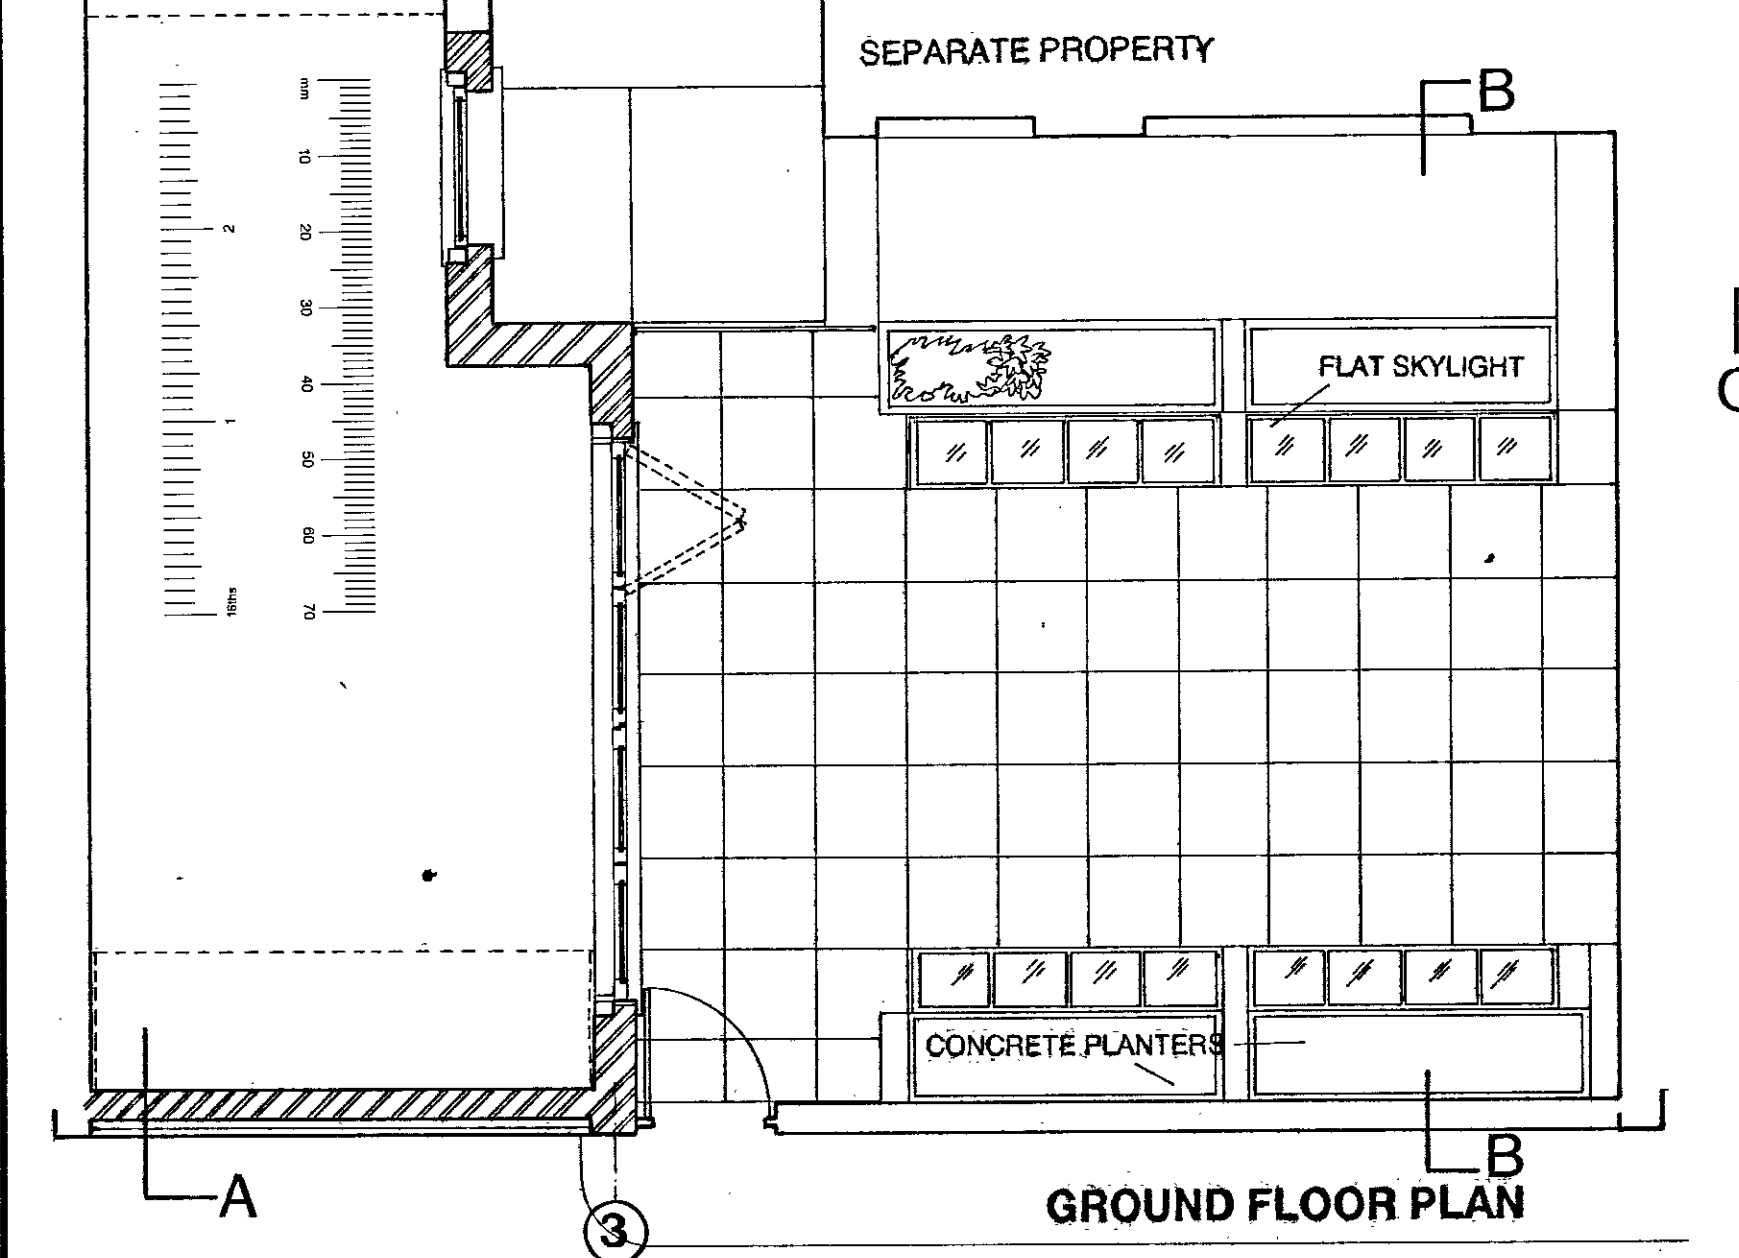 SEPARATE PROPERTY
B
mm
10
20
30
40
50
60
70
2
1
16ths
FLAT SKYLIGHT
CONCRETE PLANTERS
A
B
GROUND FLOOR PLAN
3